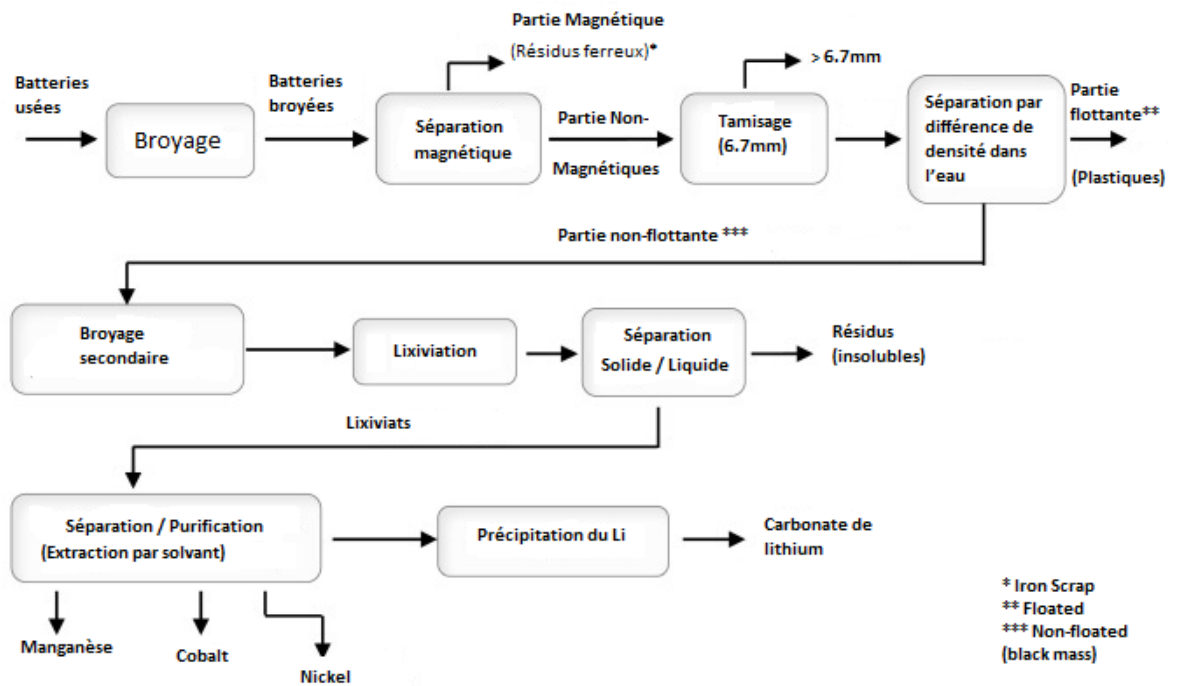 Partie Magnétique
(Résidus ferreux)*
> 6.7mm
Batteries
usées
Broyage
Batteries
broyées
Séparation
magnétique
Partie Non-
Magnétiques
Tamisage
(6.7mm)
Séparation par
différence de
densité dans
l'eau
Partie
flottante**
(Plastiques)
Partie non-flottante ***
Broyage
secondaire
Lixiviation
Séparation
Solide / Liquide
Résidus
(insolubles)
Lixiviats
Séparation / Purification
(Extraction par solvant)
Précipitation du Li
Carbonate de
lithium
Manganèse
Cobalt
Nickel
* Iron Scrap
** Floated
*** Non-floated
(black mass)